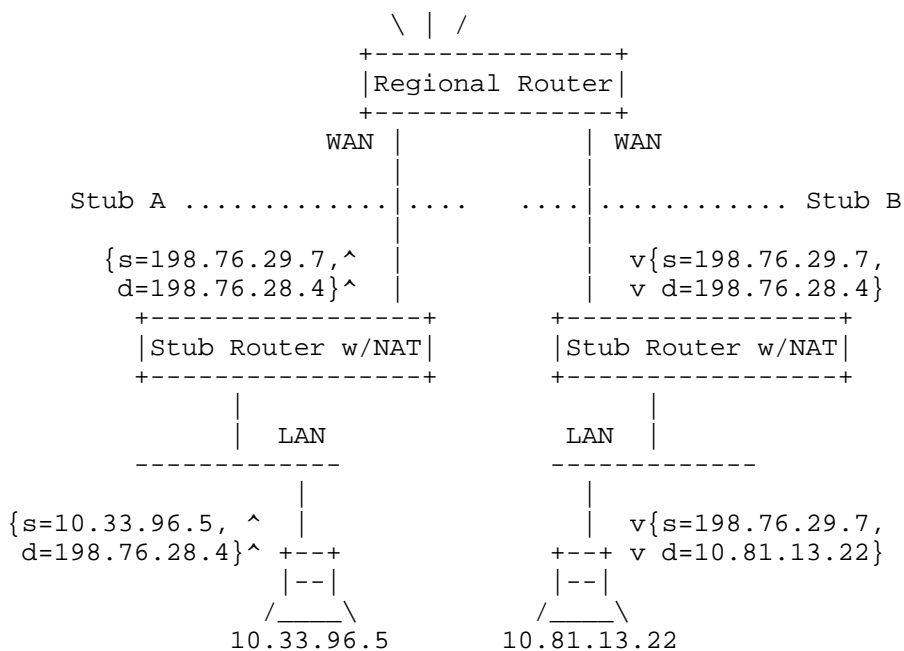 \ | /
+---------------+
|Regional Router|
+---------------+
WAN | | WAN
| |
Stub A .............|.... ....|............ Stub B
| |
{s=198.76.29.7,^ | | v{s=198.76.29.7,
d=198.76.28.4}^ | | v d=198.76.28.4}
+-----------------+ +-----------------+
|Stub Router w/NAT| |Stub Router w/NAT|
+-----------------+ +-----------------+
| |
| LAN LAN |
------------- -------------
| |
{s=10.33.96.5, ^ | | v{s=198.76.29.7,
d=198.76.28.4}^ +--+ +--+ v d=10.81.13.22}
|--| |--|
/____\ /____\
10.33.96.5 10.81.13.22